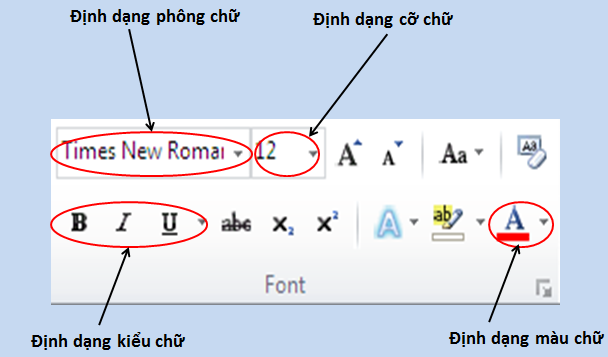 Định dạng phông chữ
Định dạng cỡ chữ
Times New Roma 12 A A Aa
B I U abc X₂ X² A ab A
Font
Định dạng kiểu chữ
Định dạng màu chữ